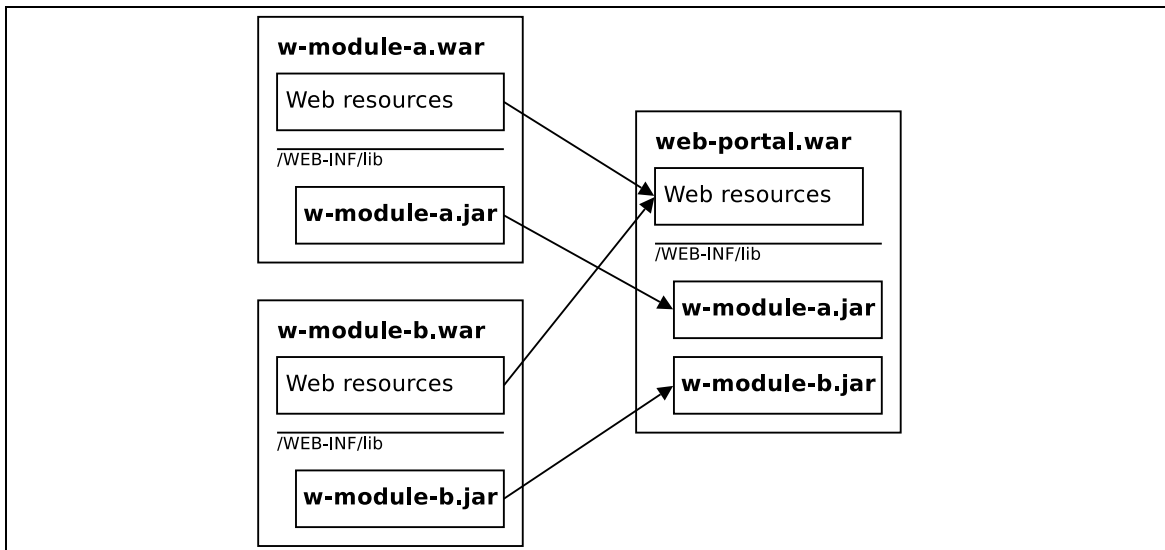 w-module-a.war
Web resources
/WEB-INF/lib
w-module-a.jar
w-module-b.war
Web resources
/WEB-INF/lib
w-module-b.jar
web-portal.war
Web resources
/WEB-INF/lib
w-module-a.jar
w-module-b.jar